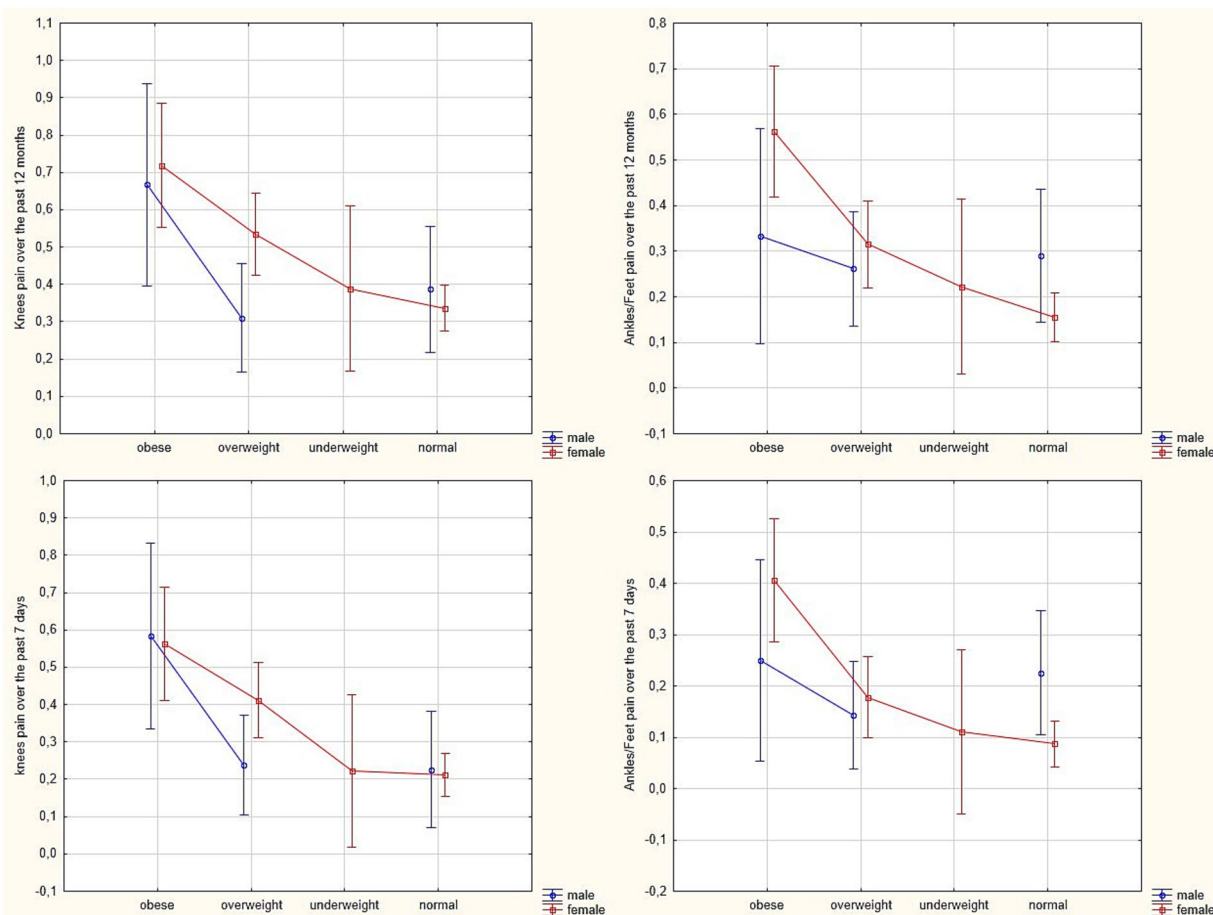 Knees pain over the past 12 months
1,1
1,0
0,9
0,8
0,7
0,6
0,5
0,4
0,3
0,2
0,1
0,0
obese overweight underweight normal
male
female
Ankles/Feet pain over the past 12 months
0,8
0,7
0,6
0,5
0,4
0,3
0,2
0,1
0,0
-0,1
obese overweight underweight normal
male
female
knees pain over the past 7 days
1,0
0,9
0,8
0,7
0,6
0,5
0,4
0,3
0,2
0,1
0,0
-0,1
obese overweight underweight normal
male
female
Ankles/Feet pain over the past 7 days
0,6
0,5
0,4
0,3
0,2
0,1
0,0
-0,1
-0,2
obese overweight underweight normal
male
female